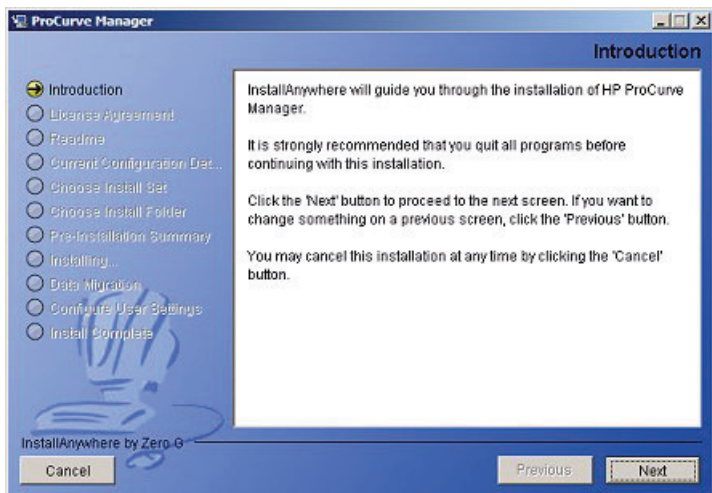 ProCurve Manager
Introduction
Introduction
License Agreement
Readme
Current Configuration Det...
Choose Install Set
Choose Install Folder
Pre-Installation Summary
Installing...
Data Migration
Configure User Settings
Install Complete
InstallAnywhere will guide you through the installation of HP ProCurve
Manager.
It is strongly recommended that you quit all programs before
continuing with this installation.
Click the 'Next' button to proceed to the next screen. If you want to
change something on a previous screen, click the 'Previous' button.
You may cancel this installation at any time by clicking the 'Cancel'
button.
InstallAnywhere by Zero G
Cancel
Previous
Next